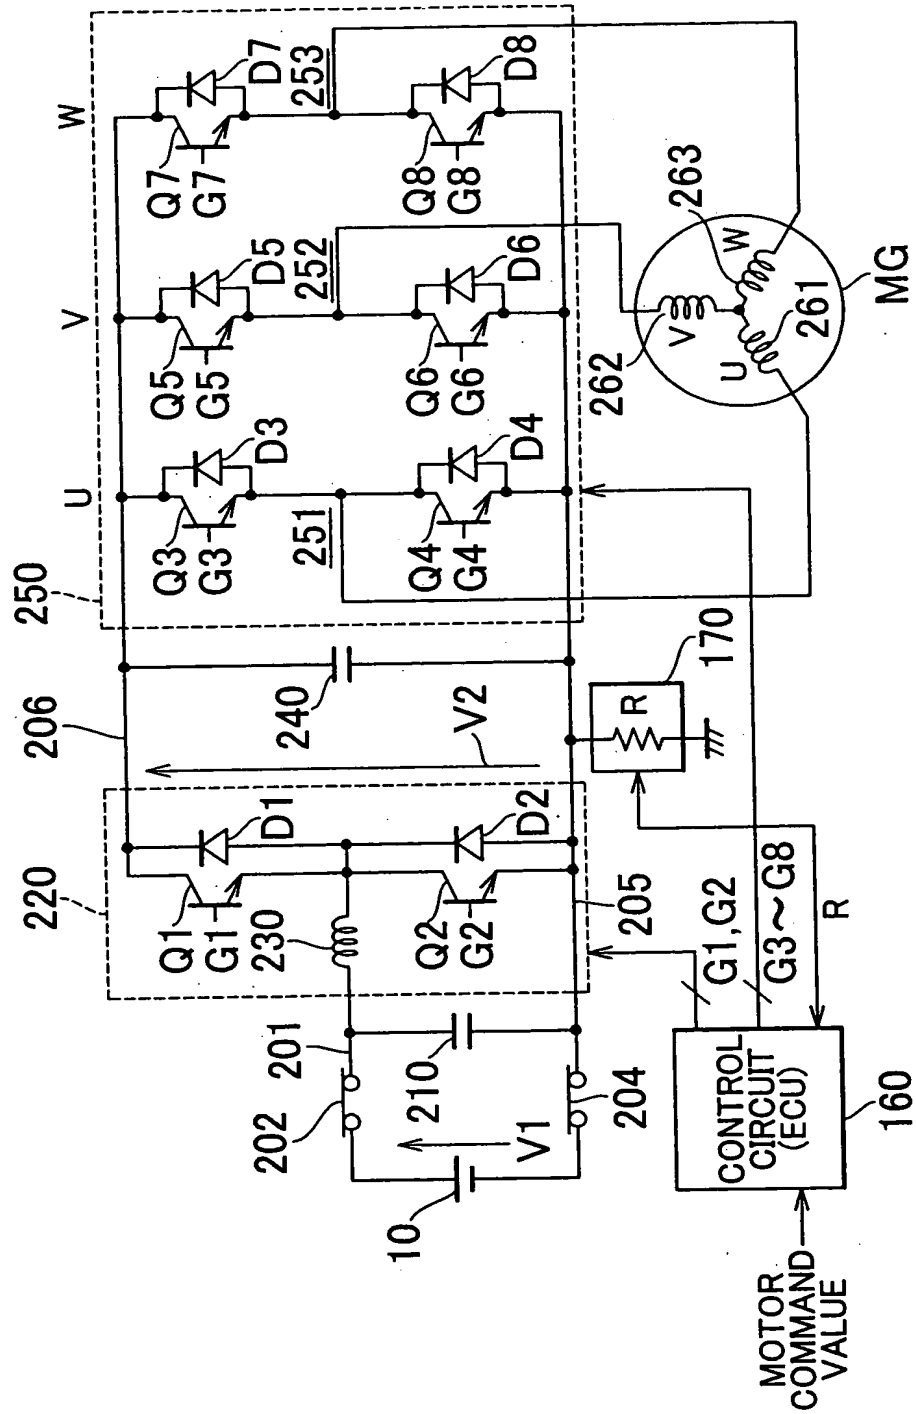 206
220
250
U
V
W
Q1
G1
D1
230
240
V2
Q3
G3
D3
Q5
G5
D5
Q7
G7
D7
251
252
253
Q2
G2
D2
Q4
G4
D4
Q6
G6
D6
Q8
G8
D8
202
201
210
10
V1
204
205
R
170
262
V
U
W
261
263
MG
G1, G2
G3~G8
R
CONTROL
CIRCUIT
(ECU)
160
MOTOR
COMMAND
VALUE